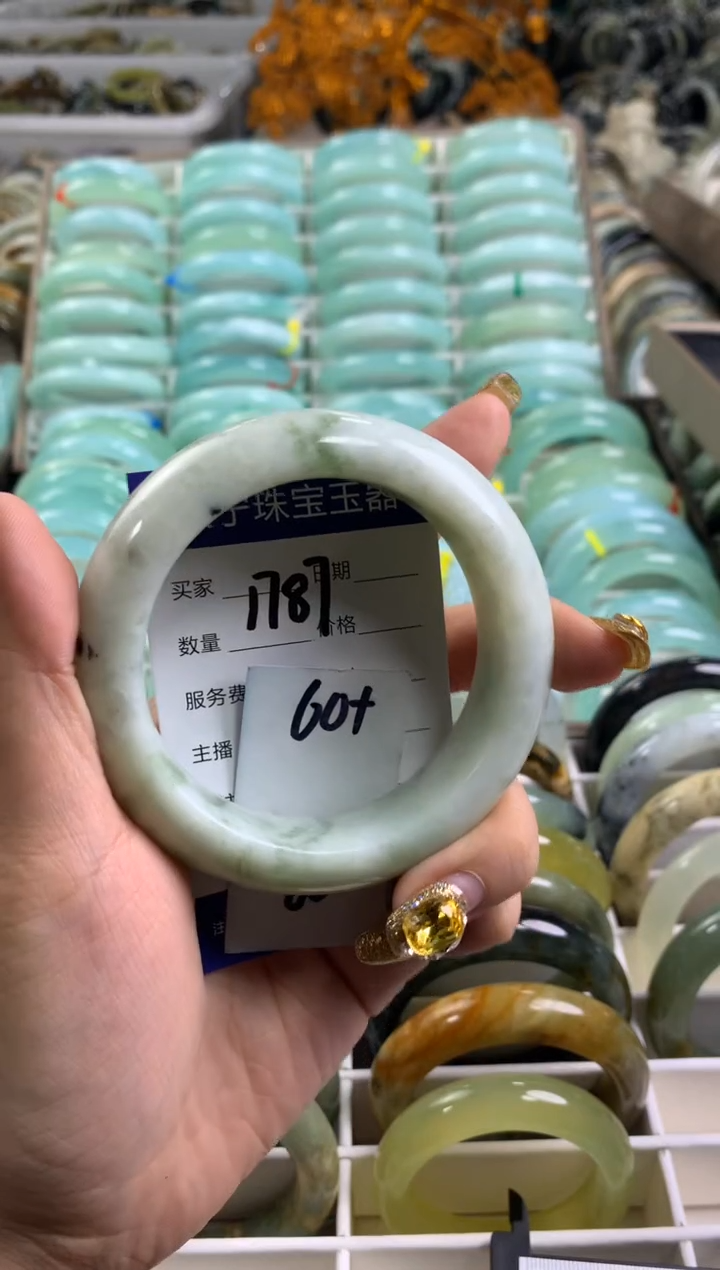 宇珠宝玉器
买家 1787 日期
数量 价格
服务费
60+
主播